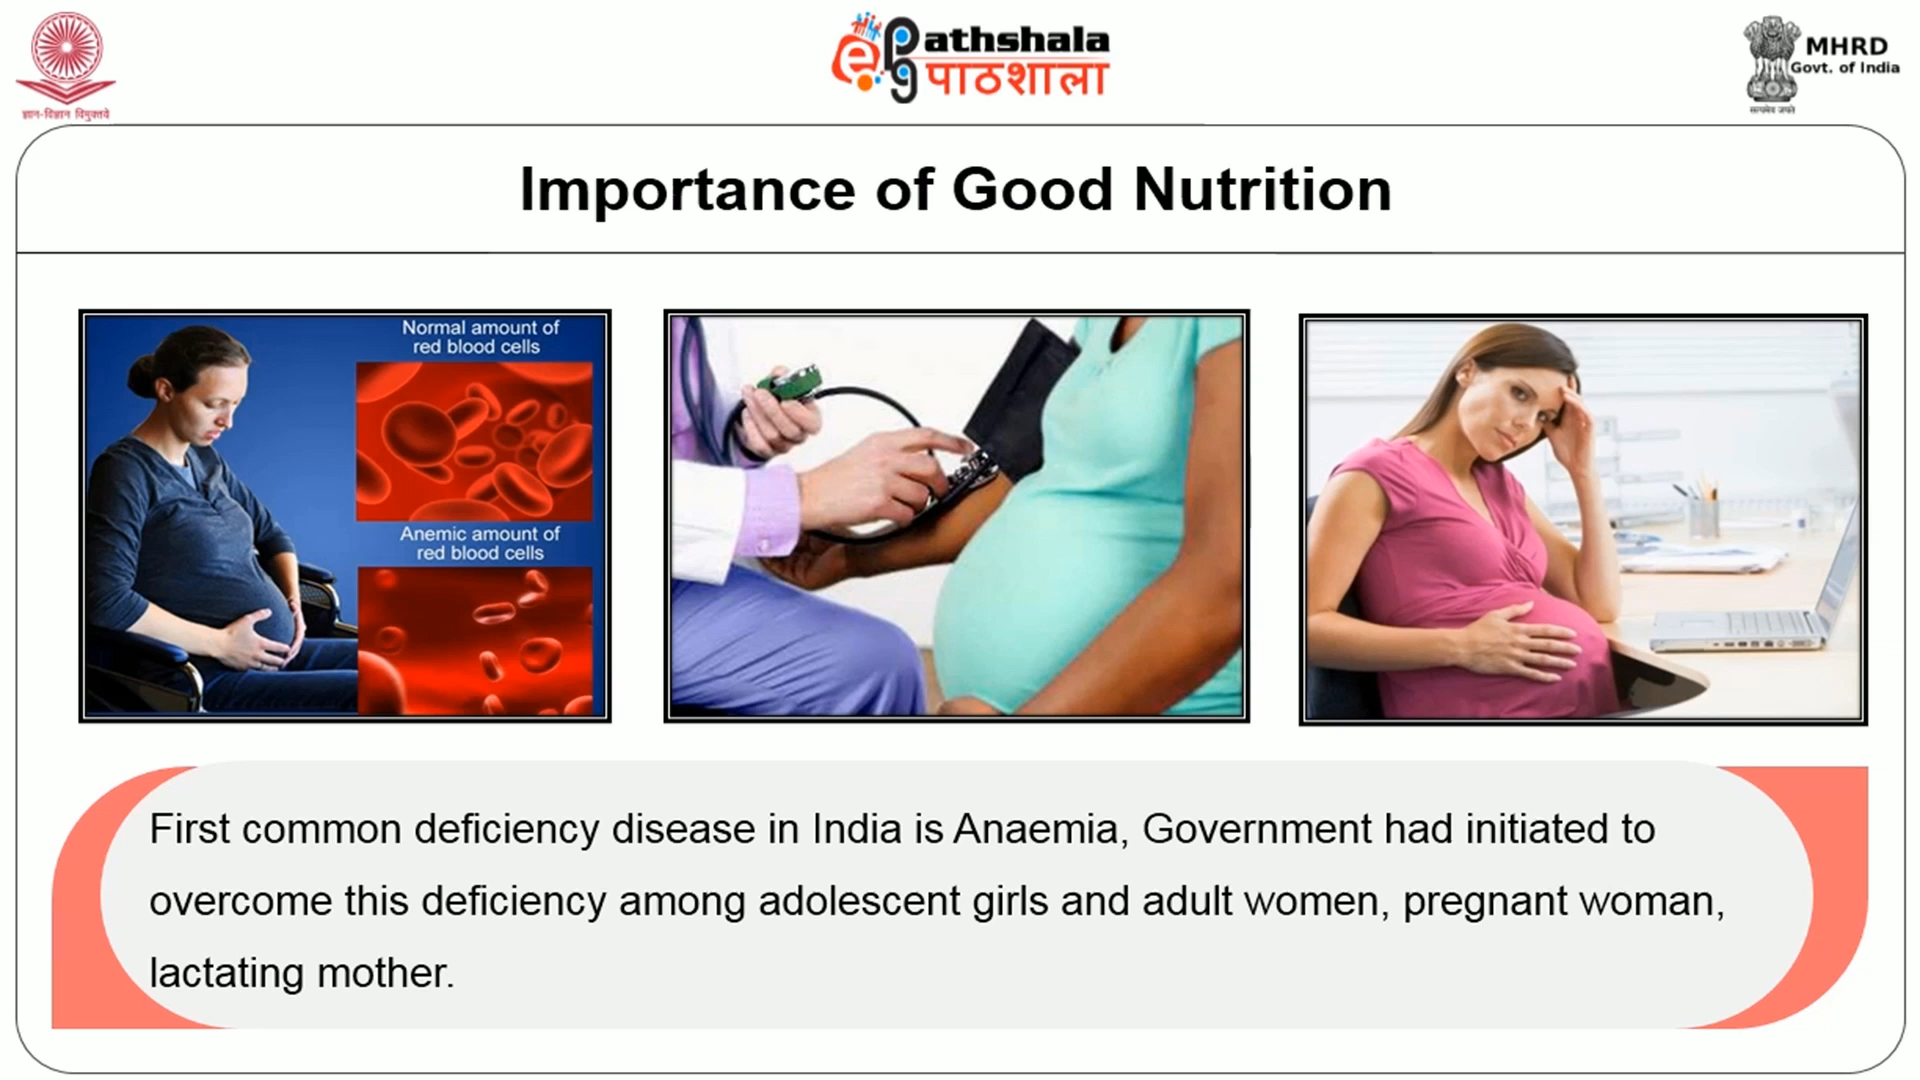 ज्ञान-विज्ञान विमुक्तये
e
pg
athshala
पाठशाला
MHRD
Govt. of India
सत्यमेव जयते
Importance of Good Nutrition
Normal amount of
red blood cells
Anemic amount of
red blood cells
First common deficiency disease in India is Anaemia, Government had initiated to
overcome this deficiency among adolescent girls and adult women, pregnant woman,
lactating mother.